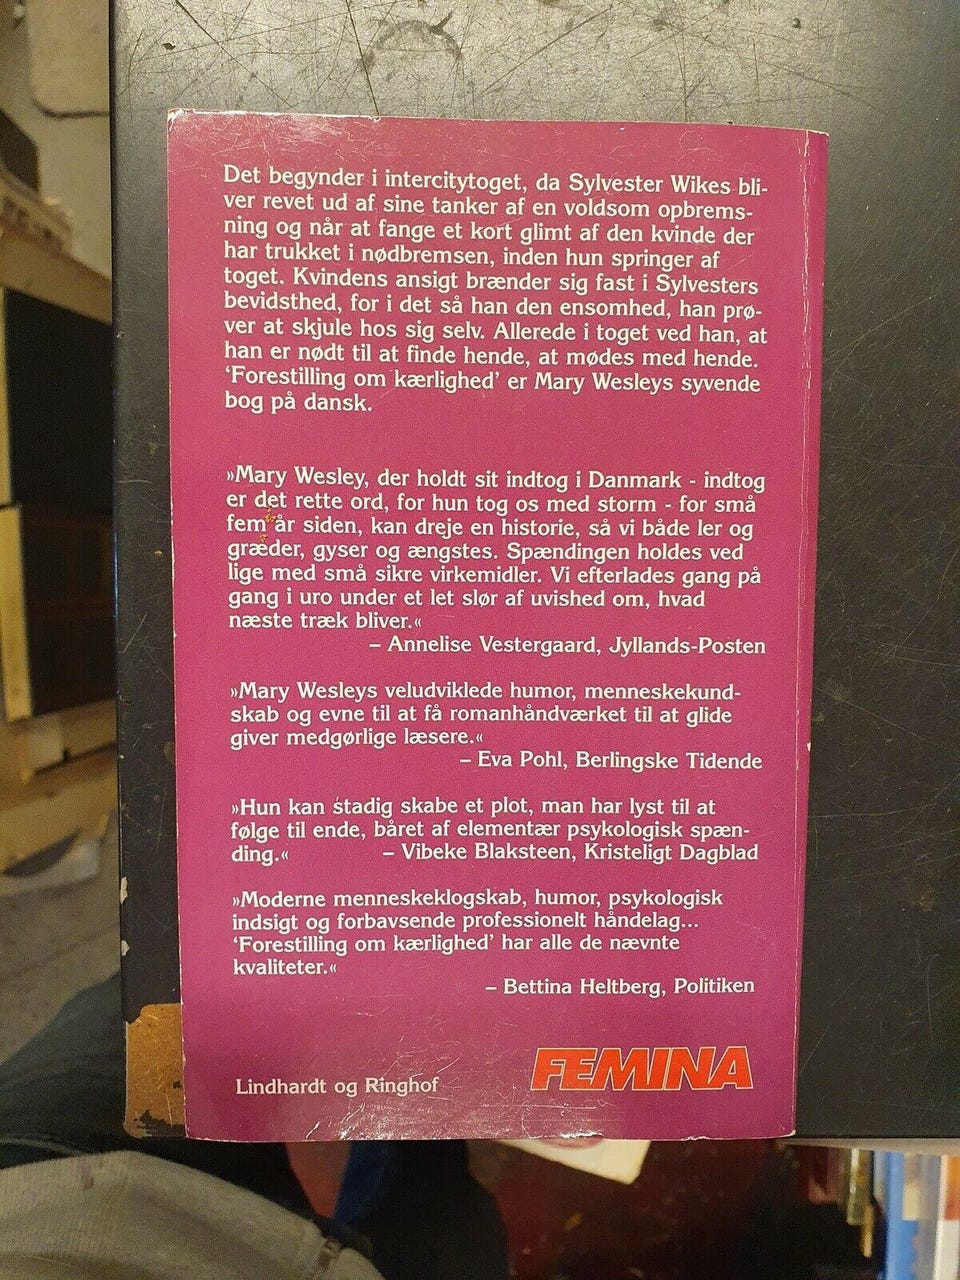 Det begynder i intercitytoget, da Sylvester Wikes bli-
ver revet ud af sine tanker af en voldsom opbrems-
ning og når at fange et kort glimt af den kvinde der
har trukket i nødbremsen, inden hun springer af
toget. Kvindens ansigt brænder sig fast i Sylvesters
bevidsthed, for i det så han den ensomhed, han prø-
ver at skjule hos sig selv. Allerede i toget ved han, at
han er nødt til at finde hende, at mødes med hende.
'Forestilling om kærlighed' er Mary Wesleys syvende
bog på dansk.
»Mary Wesley, der holdt sit indtog i Danmark - indtog
er det rette ord, for hun tog os med storm - for små
fem år siden, kan dreje en historie, så vi både ler og
græder, gyser og ængstes. Spændingen holdes ved
lige med små sikre virkemidler. Vi efterlades gang på
gang i uro under et let slør af uvished om, hvad
næste træk bliver.«
– Annelise Vestergaard, Jyllands-Posten
»Mary Wesleys veludviklede humor, menneskekund-
skab og evne til at få romanhåndværket til at glide
giver medgørlige læsere.«
– Eva Pohl, Berlingske Tidende
»Hun kan stadig skabe et plot, man har lyst til at
følge til ende, båret af elementær psykologisk spæn-
ding.« – Vibeke Blaksteen, Kristeligt Dagblad
»Moderne menneskeklogskab, humor, psykologisk
indsigt og forbavsende professionelt håndelag...
'Forestilling om kærlighed' har alle de nævnte
kvaliteter.«
– Bettina Heltberg, Politiken
Lindhardt og Ringhof
FEMINA